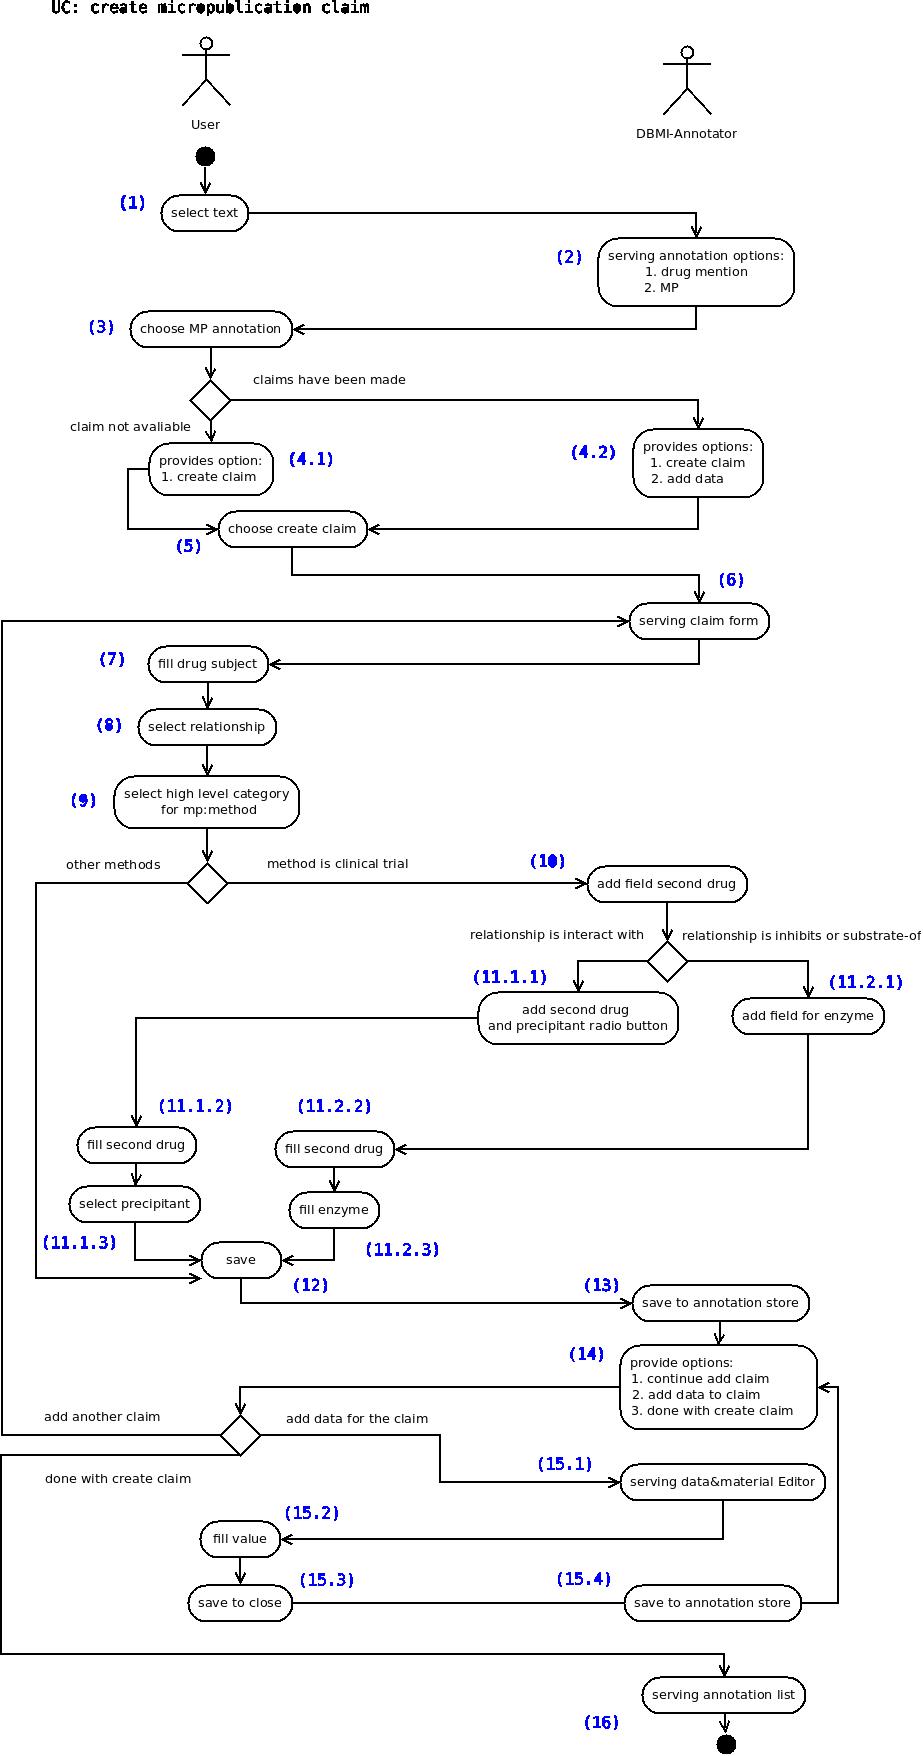 UC: create micropublication claim
User
DBMI-Annotator
(1)
select text
(2)
serving annotation options:
1. drug mention
2. MP
(3)
choose MP annotation
claims have been made
claim not avaliable
provides option:
1. create claim
(4.1)
(4.2)
provides options:
1. create claim
2. add data
choose create claim
(5)
(6)
serving claim form
(7)
fill drug subject
(8)
select relationship
(9)
select high level category
for mp:method
other methods
method is clinical trial
(10)
add field second drug
relationship is interact with
relationship is inhibits or substrate-of
(11.1.1)
add second drug
and precipitant radio button
(11.2.1)
add field for enzyme
(11.1.2)
(11.2.2)
fill second drug
fill second drug
select precipitant
fill enzyme
(11.1.3)
(11.2.3)
save
(12)
(13)
save to annotation store
(14)
provide options:
1. continue add claim
2. add data to claim
3. done with create claim
add another claim
add data for the claim
done with create claim
(15.1)
serving data&material Editor
(15.2)
fill value
(15.3)
save to close
(15.4)
save to annotation store
serving annotation list
(16)